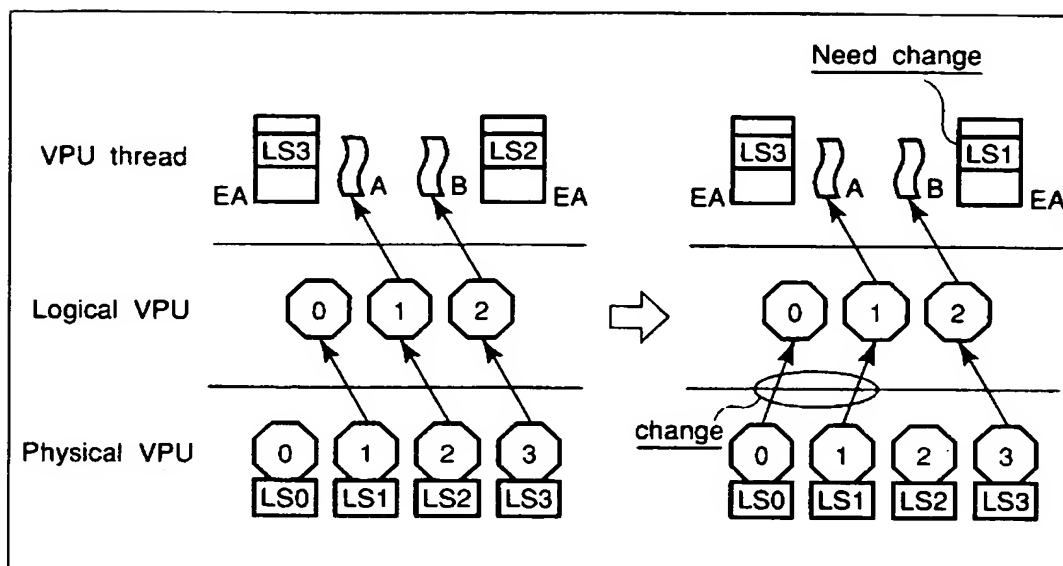 Need change
VPU thread
LS3
A
B
LS2
EA
EA
LS3
A
B
LS1
EA
EA
Logical VPU
0
1
2
0
1
2
change
Physical VPU
0
1
2
3
0
1
2
3
LS0
LS1
LS2
LS3
LS0
LS1
LS2
LS3